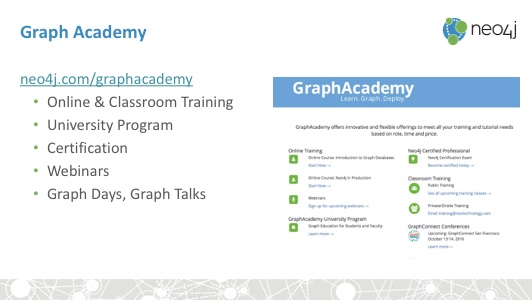 Graph Academy
neo4j
neo4j.com/graphacademy
• Online & Classroom Training
• University Program
• Certification
• Webinars
• Graph Days, Graph Talks
GraphAcademy
Learn. Graph. Deploy.
GraphAcademy offers innovative and flexible offerings to meet all your training and tutorial needs
based on role, time and price.
Online Training
Online Course: Introduction to Graph Databases
Start Now →
Online Course: Neo4j in Production
Start Now →
Webinars
Sign up for upcoming webinars →
GraphAcademy University Program
Graph Education for Students and Faculty
Learn more →
Neo4j Certified Professional
Neo4j Certification Exam
Become certified today →
Classroom Training
Public Training
See all upcoming training classes →
Private/Onsite Training
Email training@neotechnology.com
GraphConnect Conferences
Upcoming: GraphConnect San Francisco
October 13-14, 2016
Learn more →